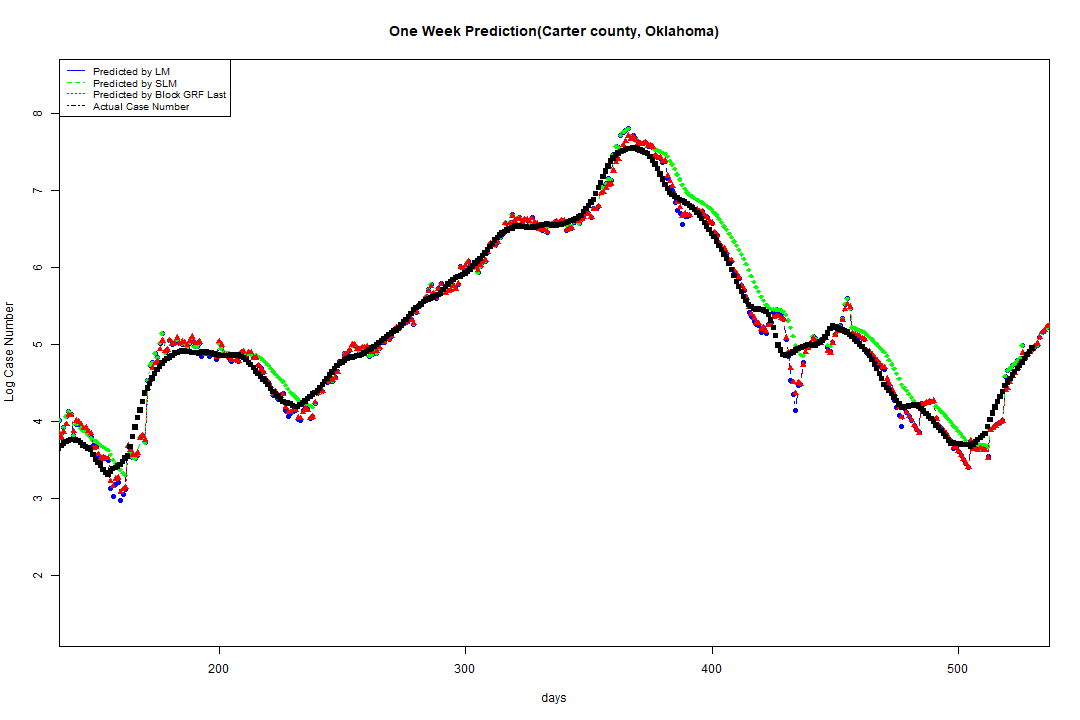 One Week Prediction(Carter county, Oklahoma)
Predicted by LM
Predicted by SLM
Predicted by Block GRF Last
Actual Case Number
8
7
6
5
4
3
2
Log Case Number
200 300 400 500
days